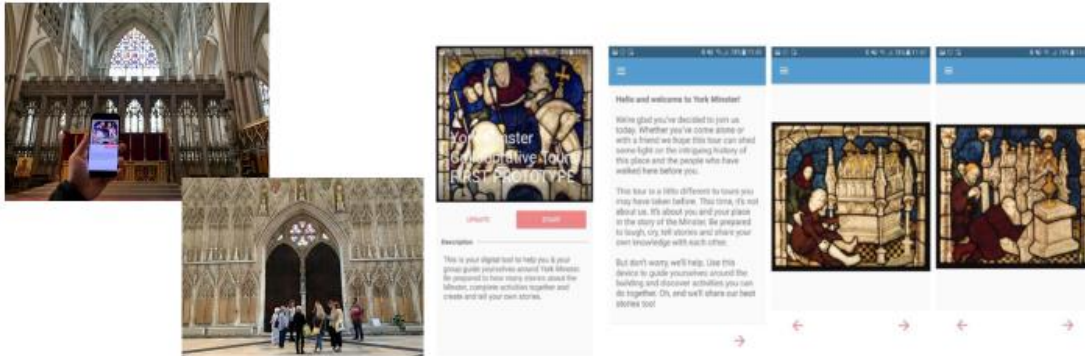 York Minster
Collaborative Tours
FIRST PROTOTYPE
UPDATE
START
Description
This is your digital tool to help you & your
group guide yourselves around York Minster.
Be prepared to hear many stories about the
Minster, complete activities together and
create and tell your own stories.
Hello and welcome to York Minster!
We're glad you've decided to join us
today. Whether you've come alone or
with a friend we hope this tour can shed
some light on the intriguing history of
this place and the people who have
walked here before you.
This tour is a little different to tours you
may have taken before. This time, it's not
about us. It's about you and your place
in the story of the Minster. Be prepared
to laugh, cry, tell stories and share your
own knowledge with each other.
But don't worry, we'll help. Use this
device to guide yourselves around the
building and discover activities you can
do together. Oh, and we'll share our best
stories too!